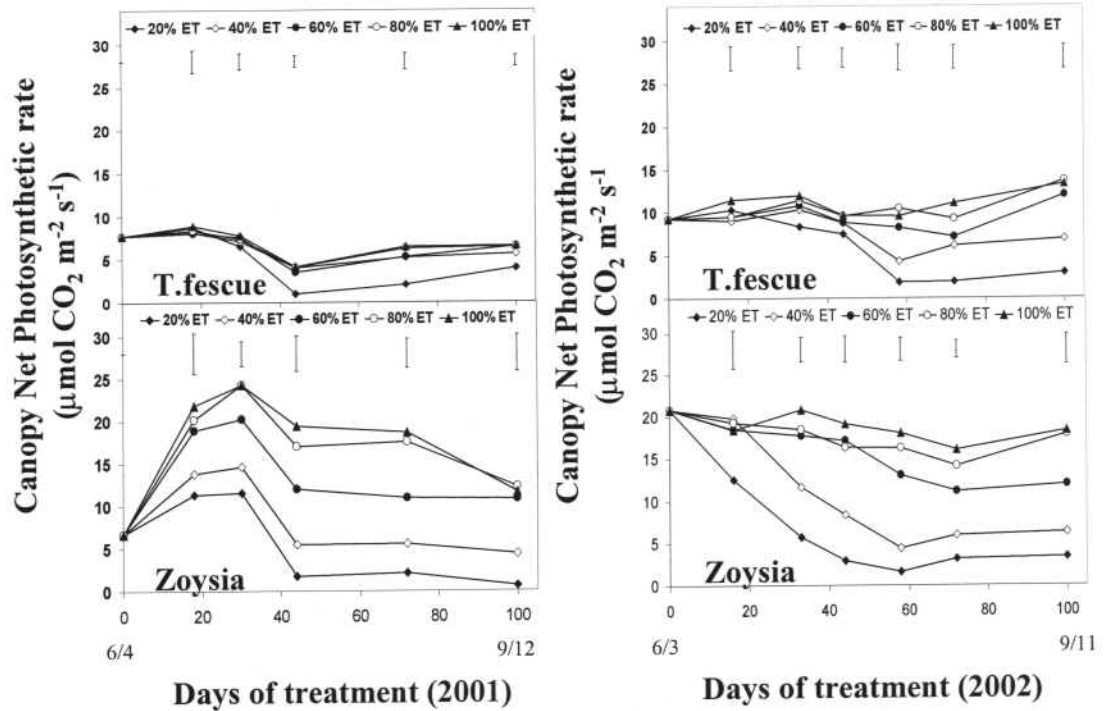 Canopy Net Photosynthetic rate
(μmol CO₂ m⁻² s⁻¹)
20% ET 40% ET 60% ET 80% ET 100% ET
30
25
20
15
10
5
0
T.fescue
20% ET 40% ET 60% ET 80% ET 100% ET
30
25
20
15
10
5
0
Zoysia
0 20 40 60 80 100
6/4 9/12
Days of treatment (2001)
Canopy Net Photosynthetic rate
(μmol CO₂ m⁻² s⁻¹
20% ET 40% ET 60% ET 80% ET 100% ET
30
25
20
15
10
5
0
T.fescue
20% ET 40% ET 60% ET 80% ET 100% ET
30
25
20
15
10
5
0
Zoysia
0 20 40 60 80 100
6/3 9/11
Days of treatment (2002)